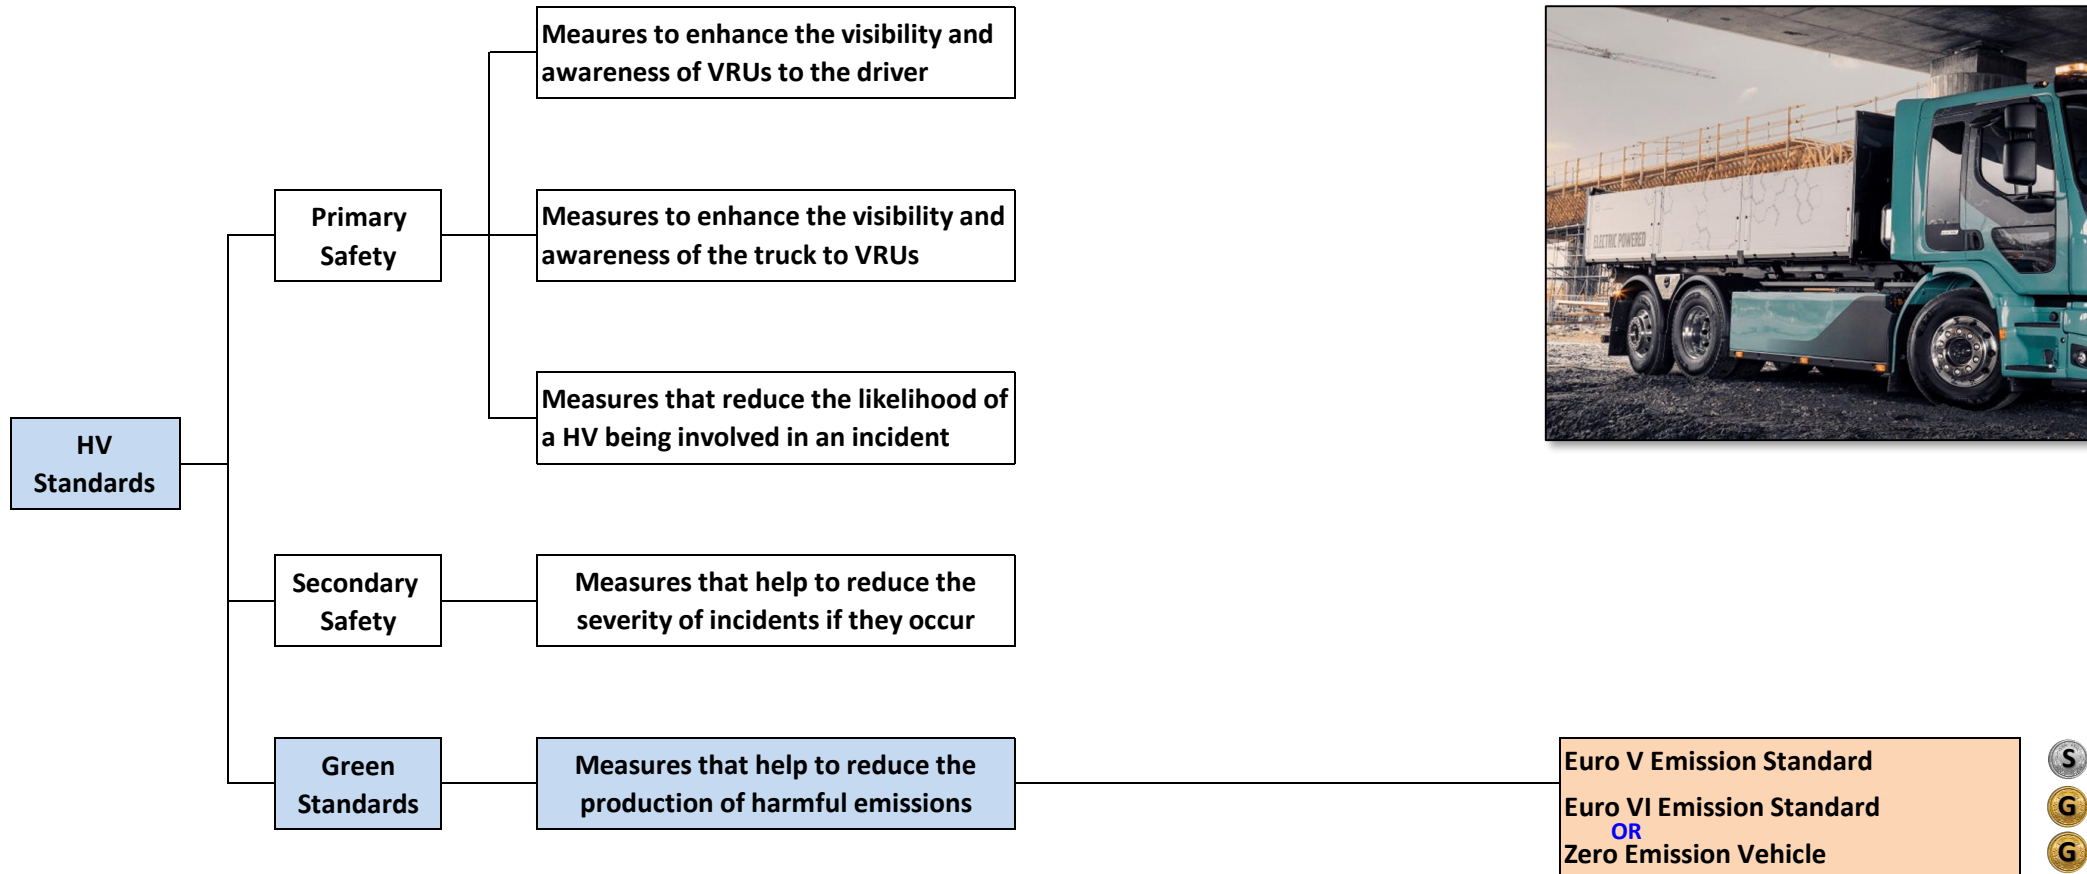 Meaures to enhance the visibility and
awareness of VRUs to the driver
Primary
Safety
Measures to enhance the visibility and
awareness of the truck to VRUs
ELECTRIC POWERED
Measures that reduce the likelihood of
a HV being involved in an incident
HV
Standards
Secondary
Safety
Measures that help to reduce the
severity of incidents if they occur
Green
Standards
Measures that help to reduce the
production of harmful emissions
Euro V Emission Standard
S
Euro VI Emission Standard
G
OR
Zero Emission Vehicle
G